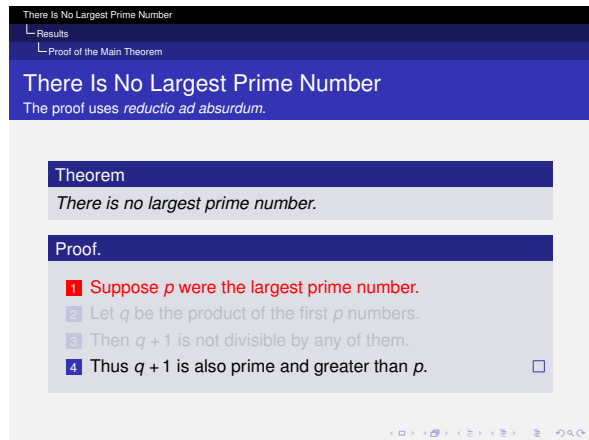 There Is No Largest Prime Number
Results
Proof of the Main Theorem
There Is No Largest Prime Number
The proof uses reductio ad absurdum.
Theorem
There is no largest prime number.
Proof.
1 Suppose p were the largest prime number.
2 Let q be the product of the first p numbers.
3 Then q + 1 is not divisible by any of them.
4 Thus q + 1 is also prime and greater than p.